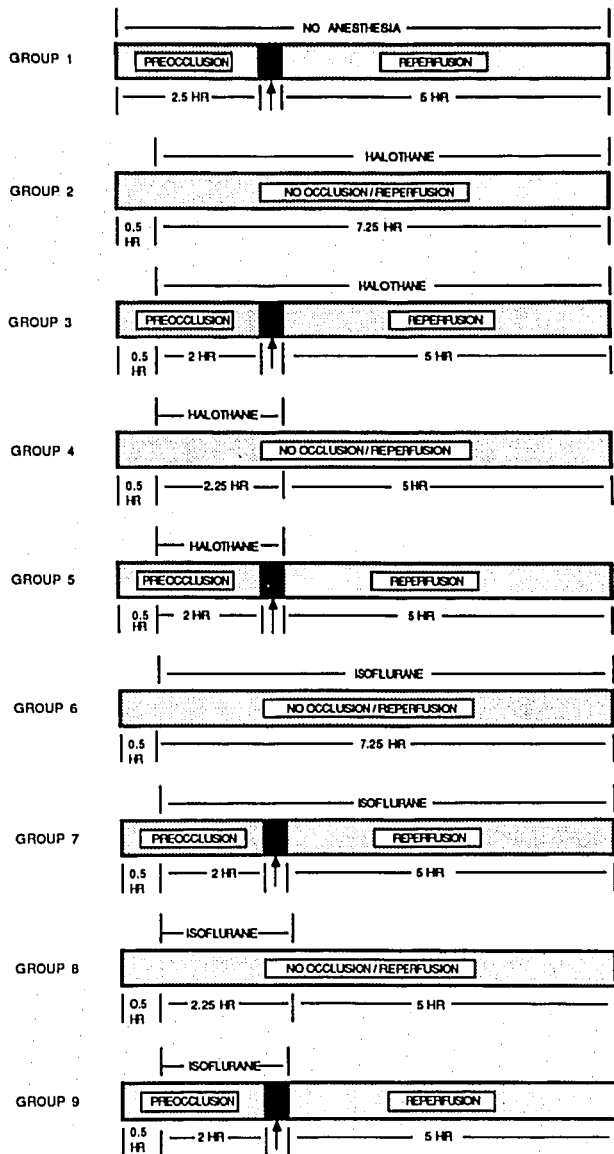 NO ANESTHESIA
GROUP 1
PREOCCLUSION
REPERFUSION
2.5 HR
5 HR
HALOTHANE
GROUP 2
NO OCCLUSION / REPERFUSION
0.5 HR
7.25 HR
HALOTHANE
GROUP 3
PREOCCLUSION
REPERFUSION
0.5 HR
2 HR
5 HR
HALOTHANE
GROUP 4
NO OCCLUSION / REPERFUSION
0.5 HR
2.25 HR
5 HR
HALOTHANE
GROUP 5
PREOCCLUSION
REPERFUSION
0.5 HR
2 HR
5 HR
ISOFLURANE
GROUP 6
NO OCCLUSION / REPERFUSION
0.5 HR
7.25 HR
ISOFLURANE
GROUP 7
PREOCCLUSION
REPERFUSION
0.5 HR
2 HR
5 HR
ISOFLURANE
GROUP 8
NO OCCLUSION / REPERFUSION
0.5 HR
2.25 HR
5 HR
ISOFLURANE
GROUP 9
PREOCCLUSION
REPERFUSION
0.5 HR
2 HR
5 HR